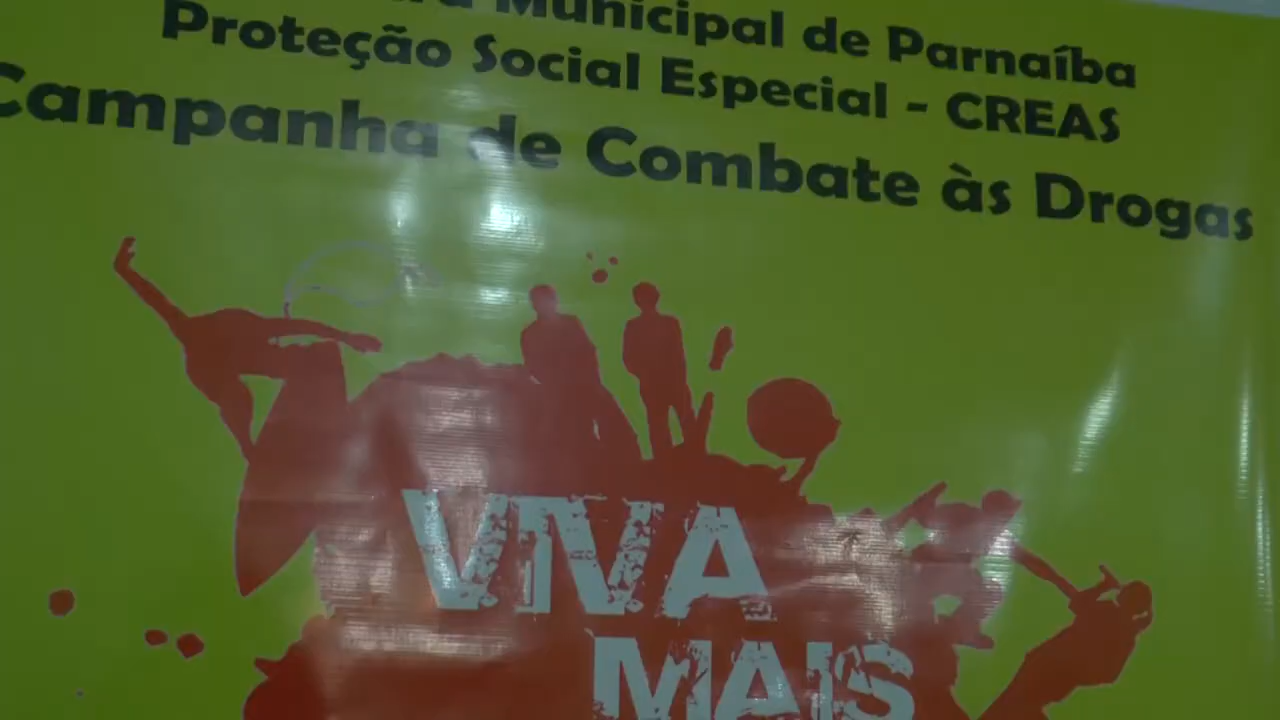 Municipal de Parnaíba
Proteção Social Especial - CREAS
Campanha de Combate às Drogas
VIVA
MAIS